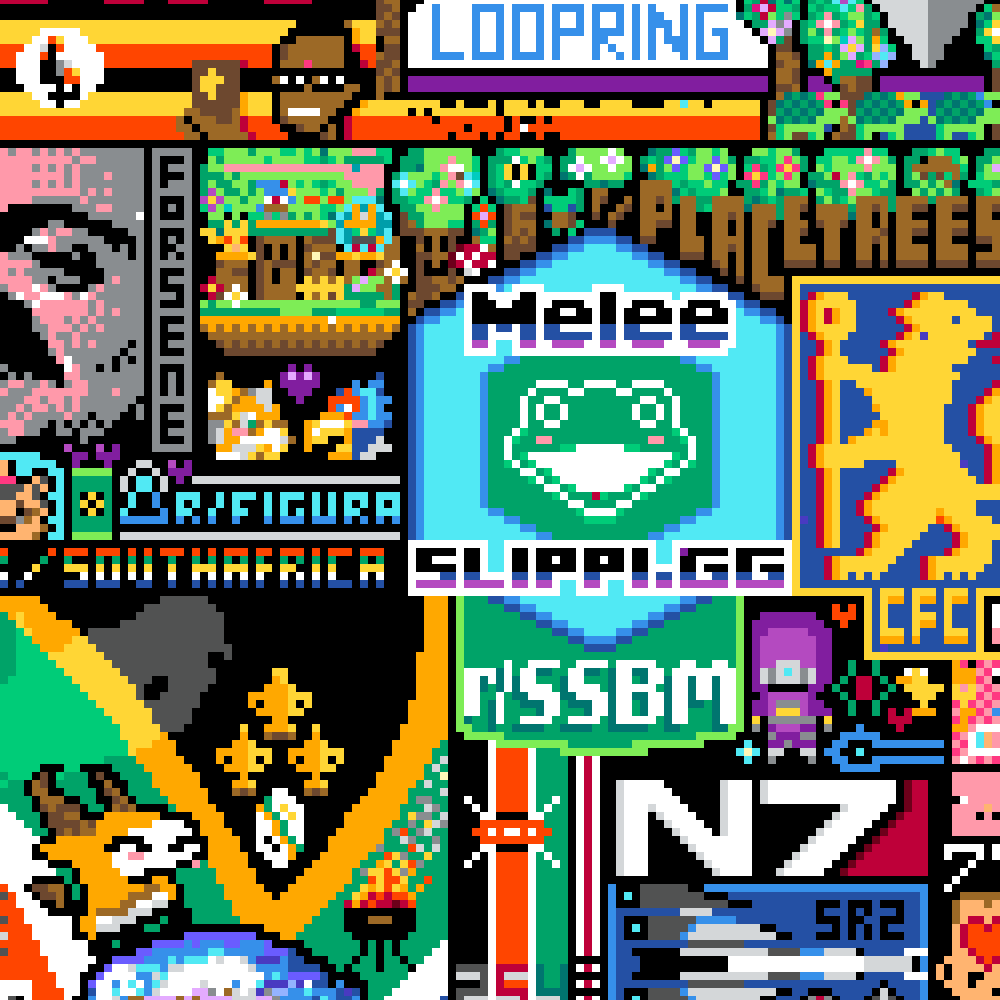 LOOPRING
FORSENE
PLACETREES
Melee
R/FIGURA
SLIPPI.GG
/SOUTHAFRICA
CFC
/SSBM
N7
SR2